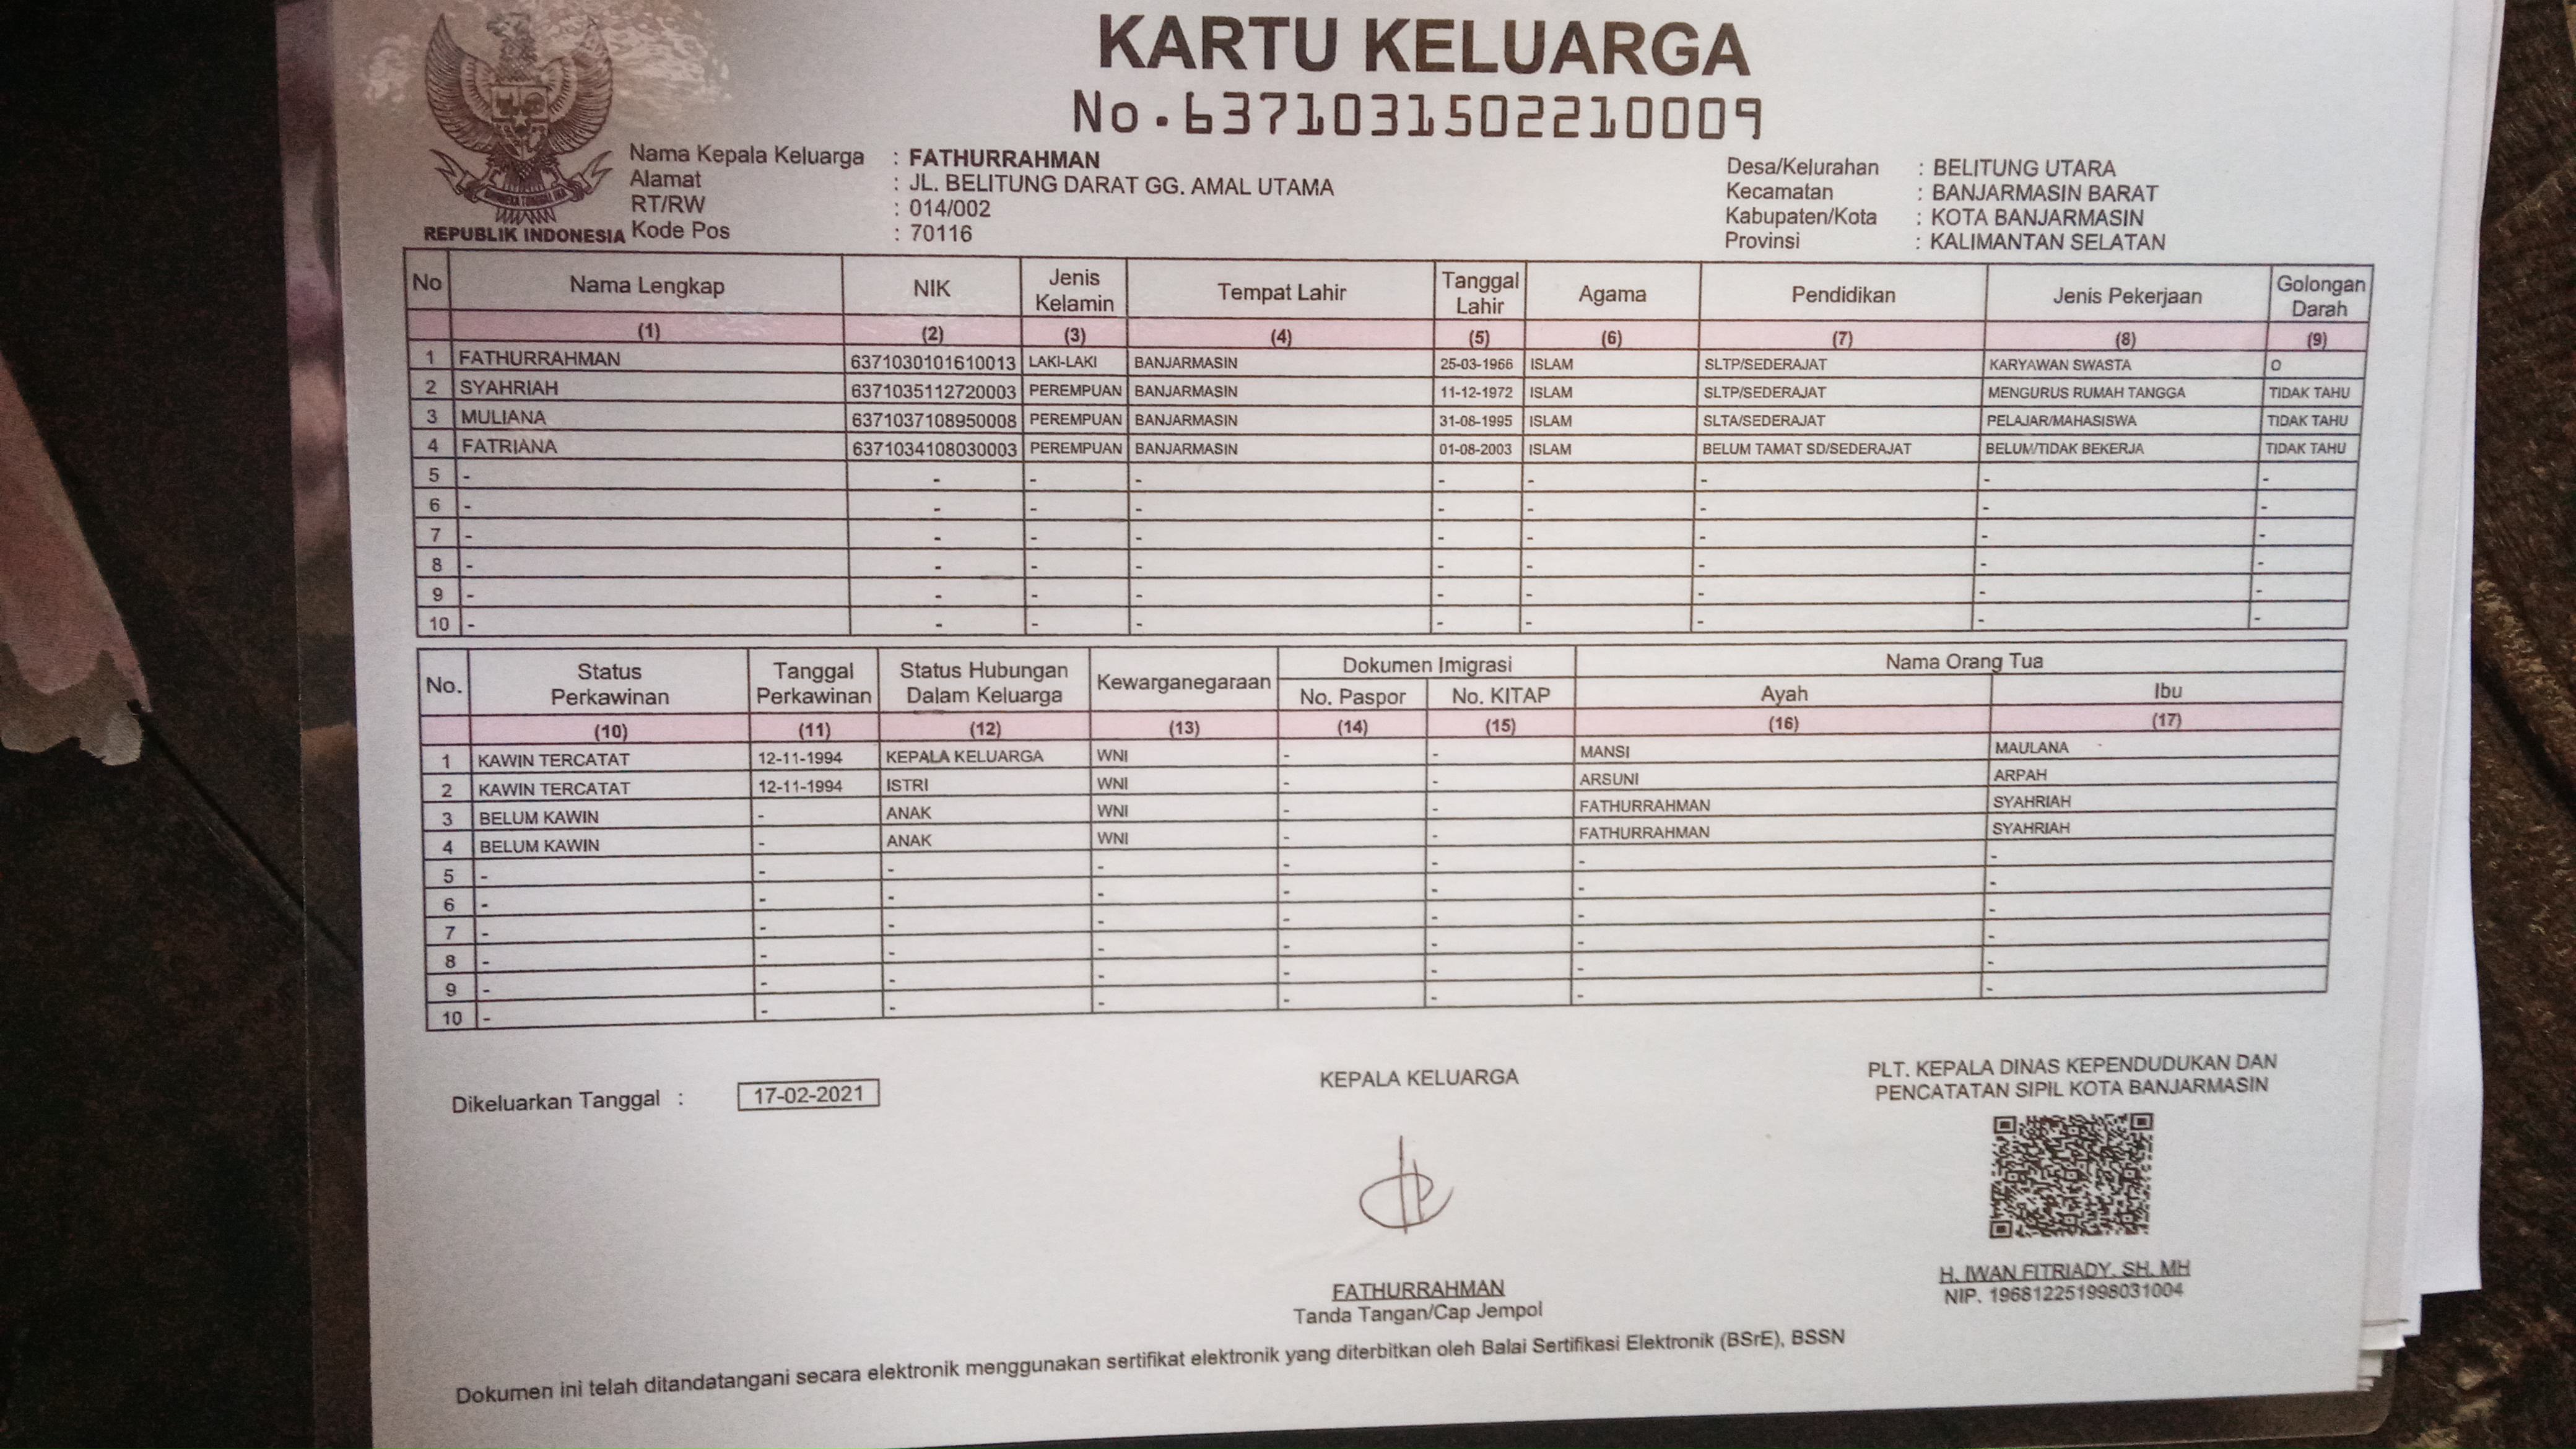 KARTU KELUARGA
No. 6371031502210009
Nama Kepala Keluarga : FATHURRAHMAN
Alamat : JL. BELITUNG DARAT GG. AMAL UTAMA
RT/RW : 014/002
Kode Pos : 70116
REPUBLIK INDONESIA
Desa/Kelurahan : BELITUNG UTARA
Kecamatan : BANJARMASIN BARAT
Kabupaten/Kota : KOTA BANJARMASIN
Provinsi : KALIMANTAN SELATAN
No Nama Lengkap NIK Jenis Kelamin Tempat Lahir Tanggal Lahir Agama Pendidikan Jenis Pekerjaan Golongan Darah
(1) (2) (3) (4) (5) (6) (7) (8) (9)
1 FATHURRAHMAN 6371030101610013 LAKI-LAKI BANJARMASIN 25-03-1966 ISLAM SLTP/SEDERAJAT KARYAWAN SWASTA O
2 SYAHRIAH 6371035112720003 PEREMPUAN BANJARMASIN 11-12-1972 ISLAM SLTP/SEDERAJAT MENGURUS RUMAH TANGGA TIDAK TAHU
3 MULIANA 6371037108950008 PEREMPUAN BANJARMASIN 31-08-1995 ISLAM SLTA/SEDERAJAT PELAJAR/MAHASISWA TIDAK TAHU
4 FATRIANA 6371034108030003 PEREMPUAN BANJARMASIN 01-08-2003 ISLAM BELUM TAMAT SD/SEDERAJAT BELUM/TIDAK BEKERJA TIDAK TAHU
5 - - - - - - - - -
6 - - - - - - - - -
7 - - - - - - - - -
8 - - - - - - - - -
9 - - - - - - - - -
10 - - - - - - - - -
No. Status Perkawinan Tanggal Perkawinan Status Hubungan Dalam Keluarga Kewarganegaraan Dokumen Imigrasi Nama Orang Tua
No. Paspor No. KITAP Ayah Ibu
(10) (11) (12) (13) (14) (15) (16) (17)
1 KAWIN TERCATAT 12-11-1994 KEPALA KELUARGA WNI - - MANSI MAULANA
2 KAWIN TERCATAT 12-11-1994 ISTRI WNI - - ARSUNI ARPAH
3 BELUM KAWIN - ANAK WNI - - FATHURRAHMAN SYAHRIAH
4 BELUM KAWIN - ANAK WNI - - FATHURRAHMAN SYAHRIAH
5 - - - - - - - -
6 - - - - - - - -
7 - - - - - - - -
8 - - - - - - - -
9 - - - - - - - -
10 - - - - - - - -
Dikeluarkan Tanggal : 17-02-2021
KEPALA KELUARGA
FATHURRAHMAN
Tanda Tangan/Cap Jempol
PLT. KEPALA DINAS KEPENDUDUKAN DAN
PENCATATAN SIPIL KOTA BANJARMASIN
H. IWAN FITRIADY, SH, MH
NIP. 196812251998031004
Dokumen ini telah ditandatangani secara elektronik menggunakan sertifikat elektronik yang diterbitkan oleh Balai Sertifikasi Elektronik (BSrE), BSSN